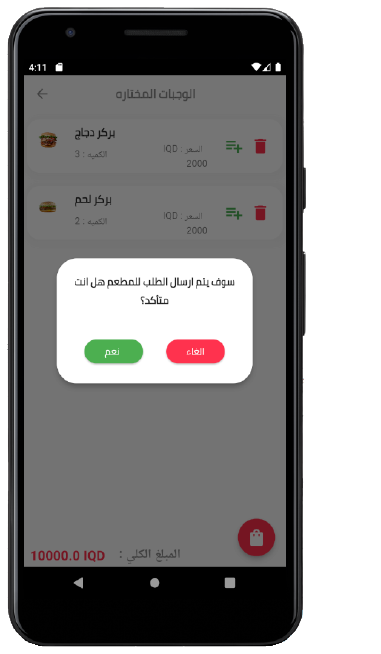 4:11
الوجبات المختاره
بركر دجاج
الكميه : 3
السعر : IQD
2000
بركر لحم
الكميه : 2
السعر : IQD
2000
سوف يتم ارسال الطلب للمطعم هل انت
متأكد؟
نعم
الغاء
المبلغ الكلي : 10000.0 IQD